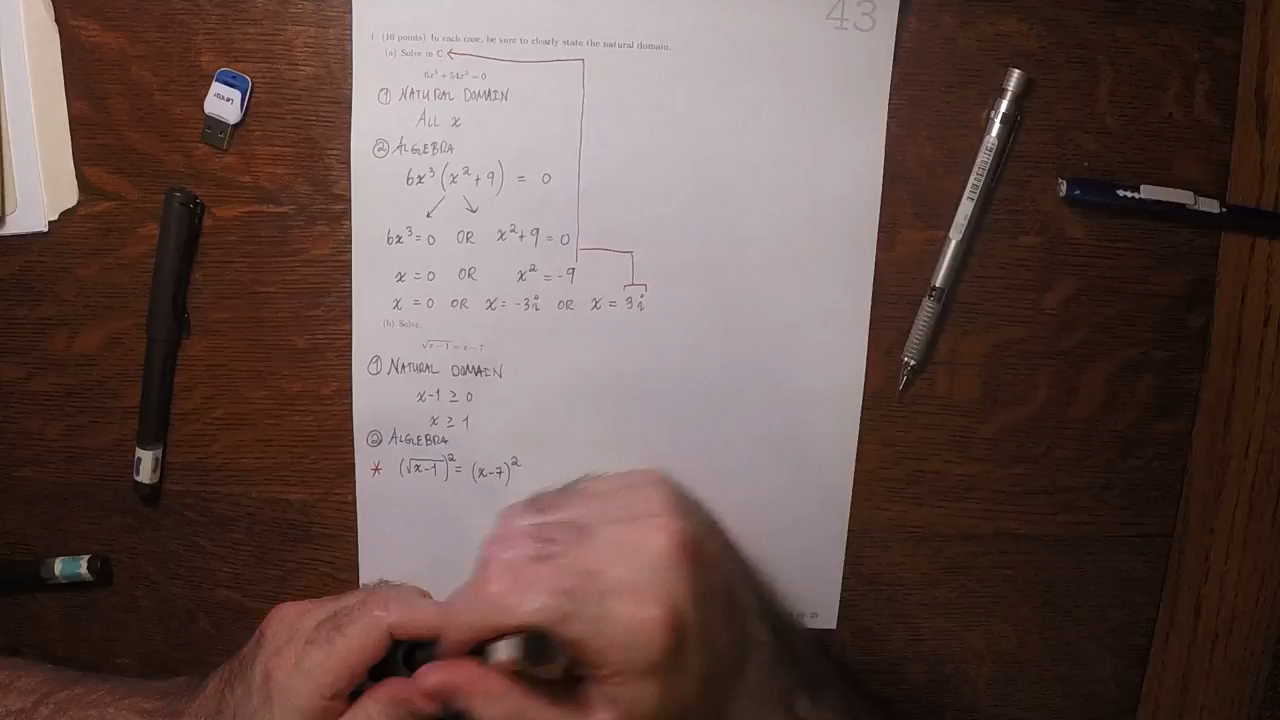 43
1. (10 points) In each case, be sure to clearly state the natural domain.
(a) Solve in ℂ
6x⁵ + 54x³ = 0
① NATURAL DOMAIN
ALL x
② ALGEBRA
6x³(x²+9) = 0
6x³=0 OR x²+9=0
x=0 OR x²=-9
x=0 OR x=-3i OR x=3i
(b) Solve.
√x−1 = x−7
① NATURAL DOMAIN
x-1 ≥ 0
x ≥ 1
② ALGEBRA
* (√x-1)² = (x-7)²
Lexar